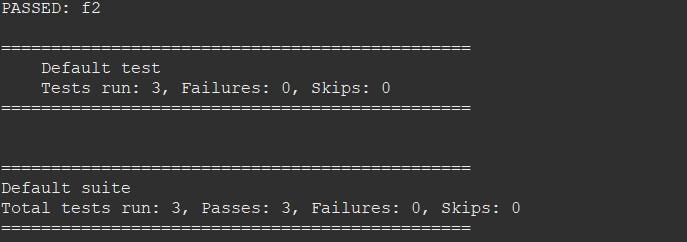 PASSED: f2
===============================================
    Default test
    Tests run: 3, Failures: 0, Skips: 0
===============================================
===============================================
Default suite
Total tests run: 3, Passes: 3, Failures: 0, Skips: 0
===============================================